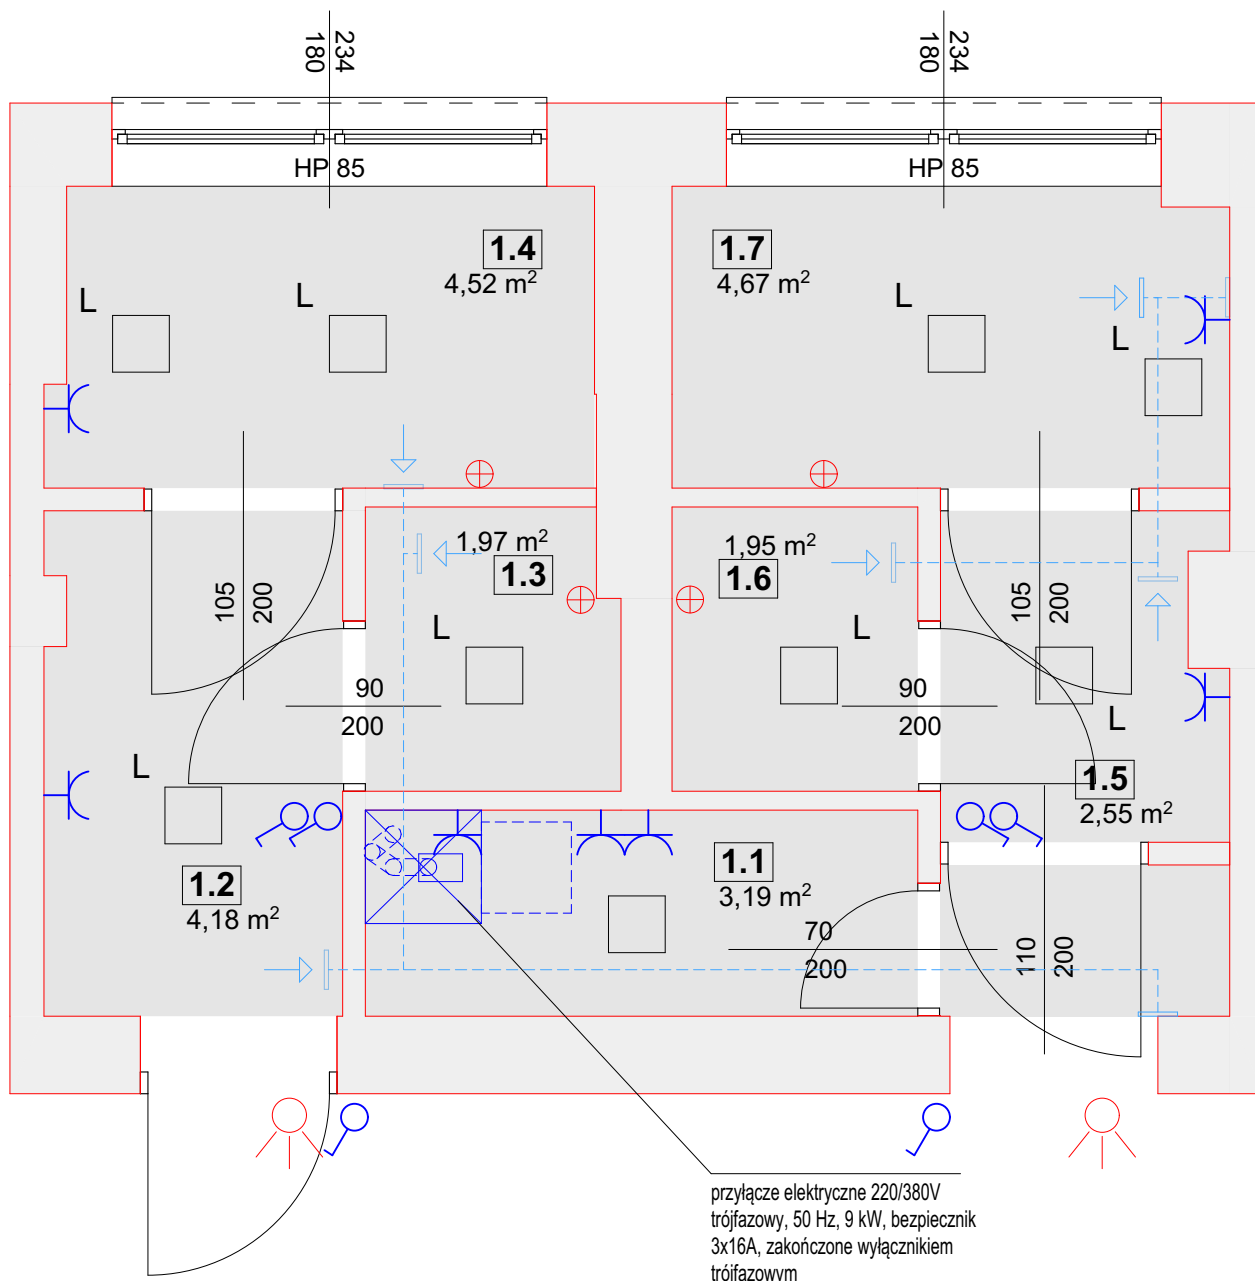 234
180
234
180
HP 85
HP 85
1.4
4,52 m²
1.7
4,67 m²
L
L
L
L
1,97 m²
1.3
1,95 m²
1.6
105
200
105
200
L
L
90
200
90
200
L
L
1.5
2,55 m²
1.2
4,18 m²
1.1
3,19 m²
70
200
110
200
przyłącze elektryczne 220/380V
trójfazowy, 50 Hz, 9 kW, bezpiecznik
3x16A, zakończone wyłącznikiem
trójfazowym